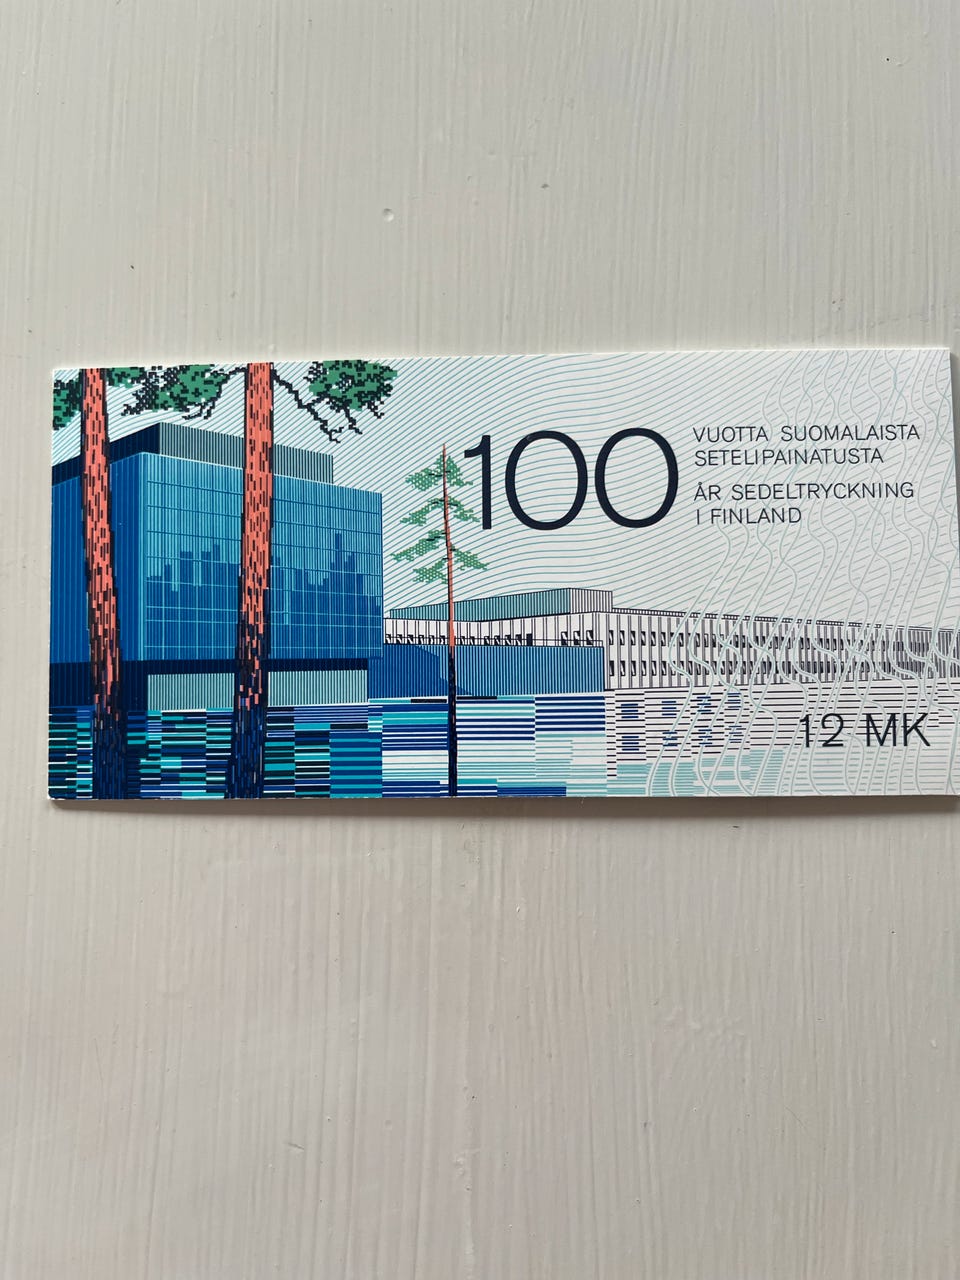 100
VUOTTA SUOMALAISTA
SETELIPAINATUSTA
ÅR SEDELTRYCKNING
I FINLAND
12 MK